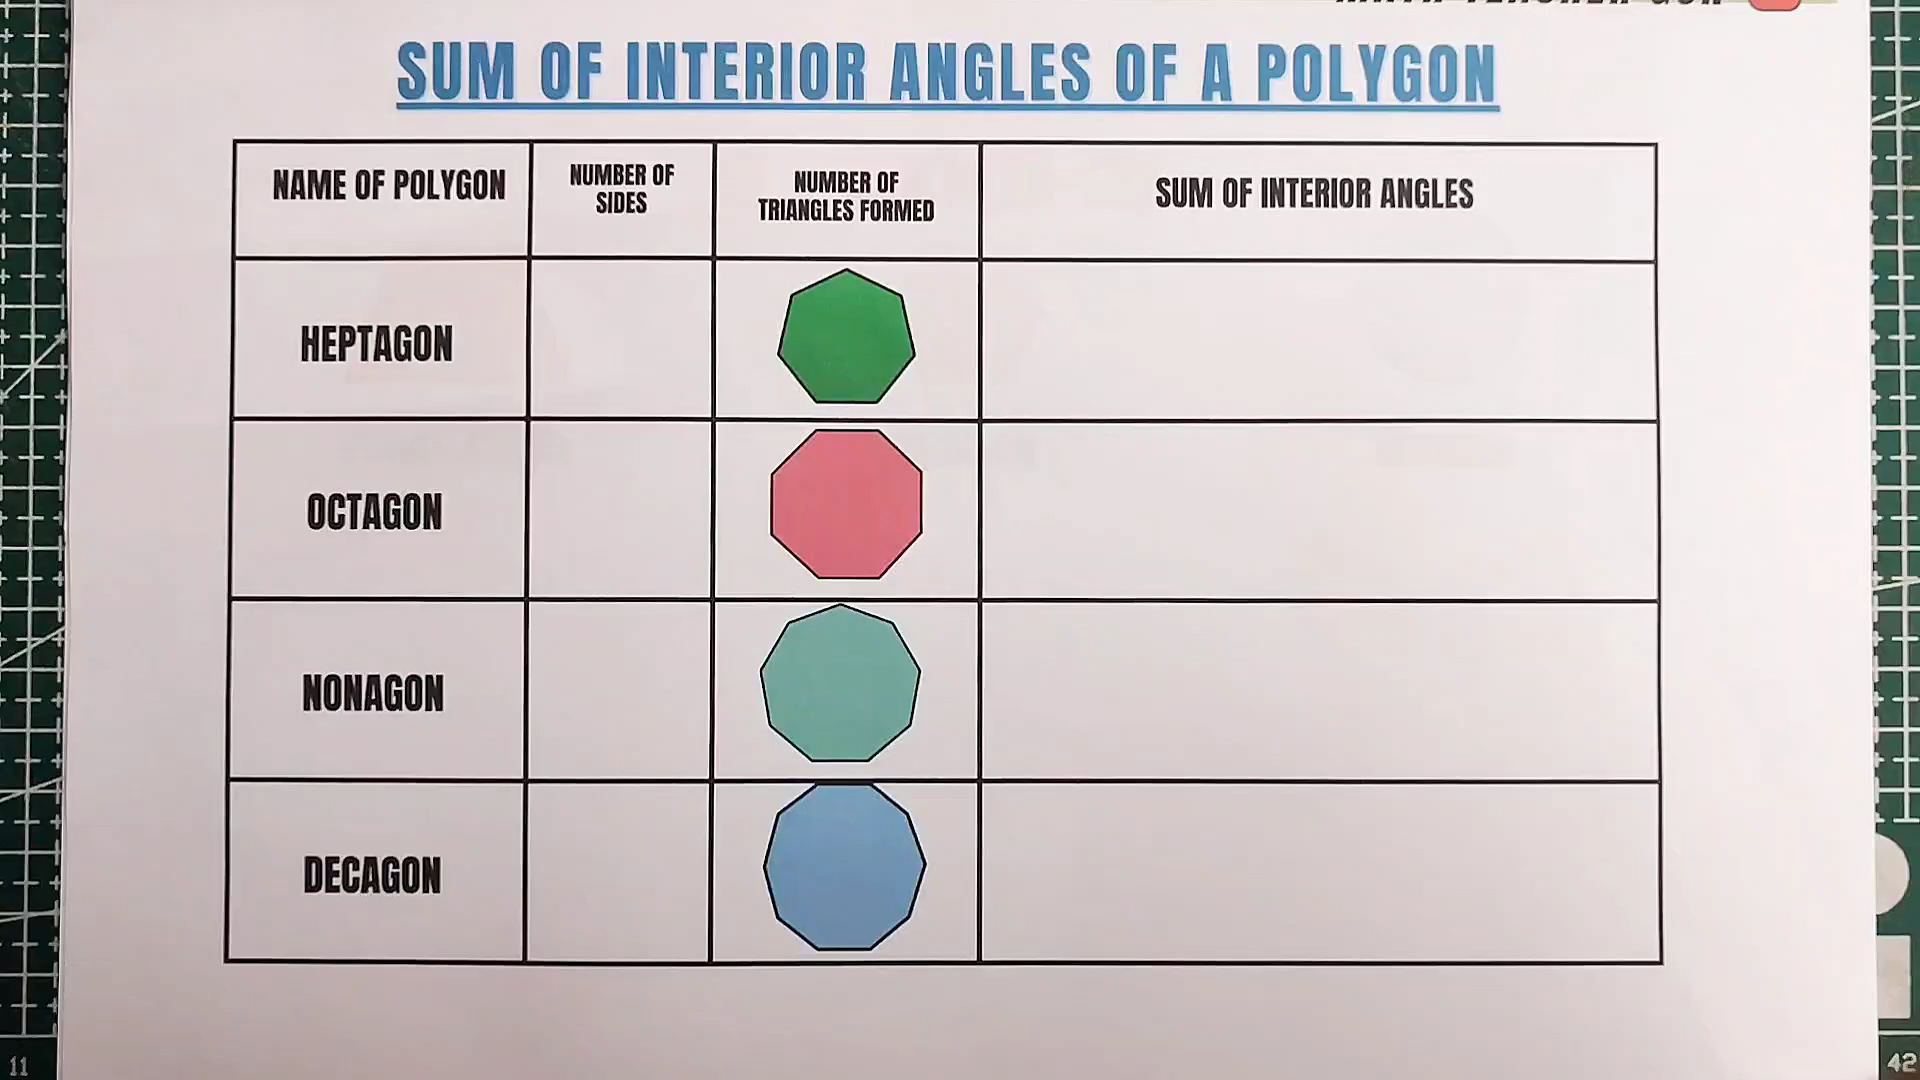 SUM OF INTERIOR ANGLES OF A POLYGON
NAME OF POLYGON
NUMBER OF
SIDES
NUMBER OF
TRIANGLES FORMED
SUM OF INTERIOR ANGLES
HEPTAGON
OCTAGON
NONAGON
DECAGON
11
42